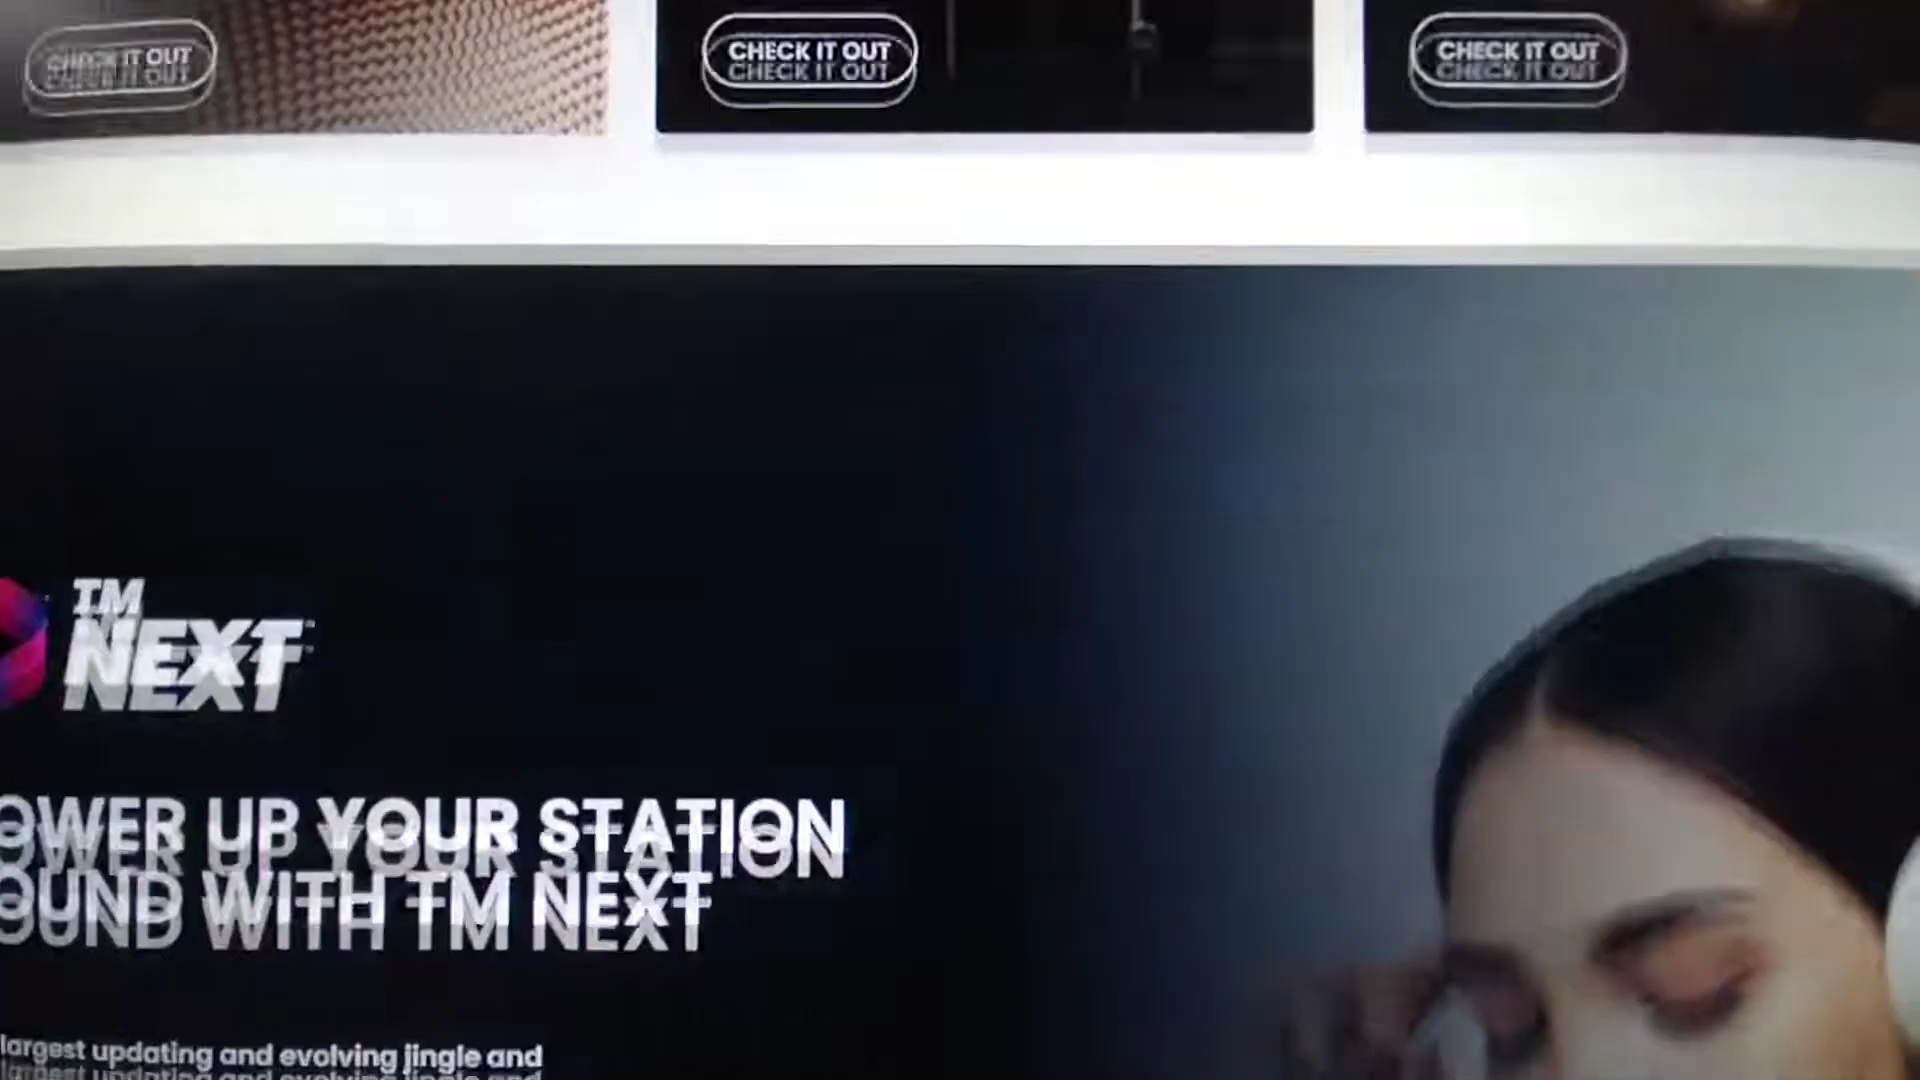 CHECK IT OUT
CHECK IT OUT
CHECK IT OUT
TM
NEXT
OWER UP YOUR STATION
OUND WITH TM NEXT
largest updating and evolving jingle and